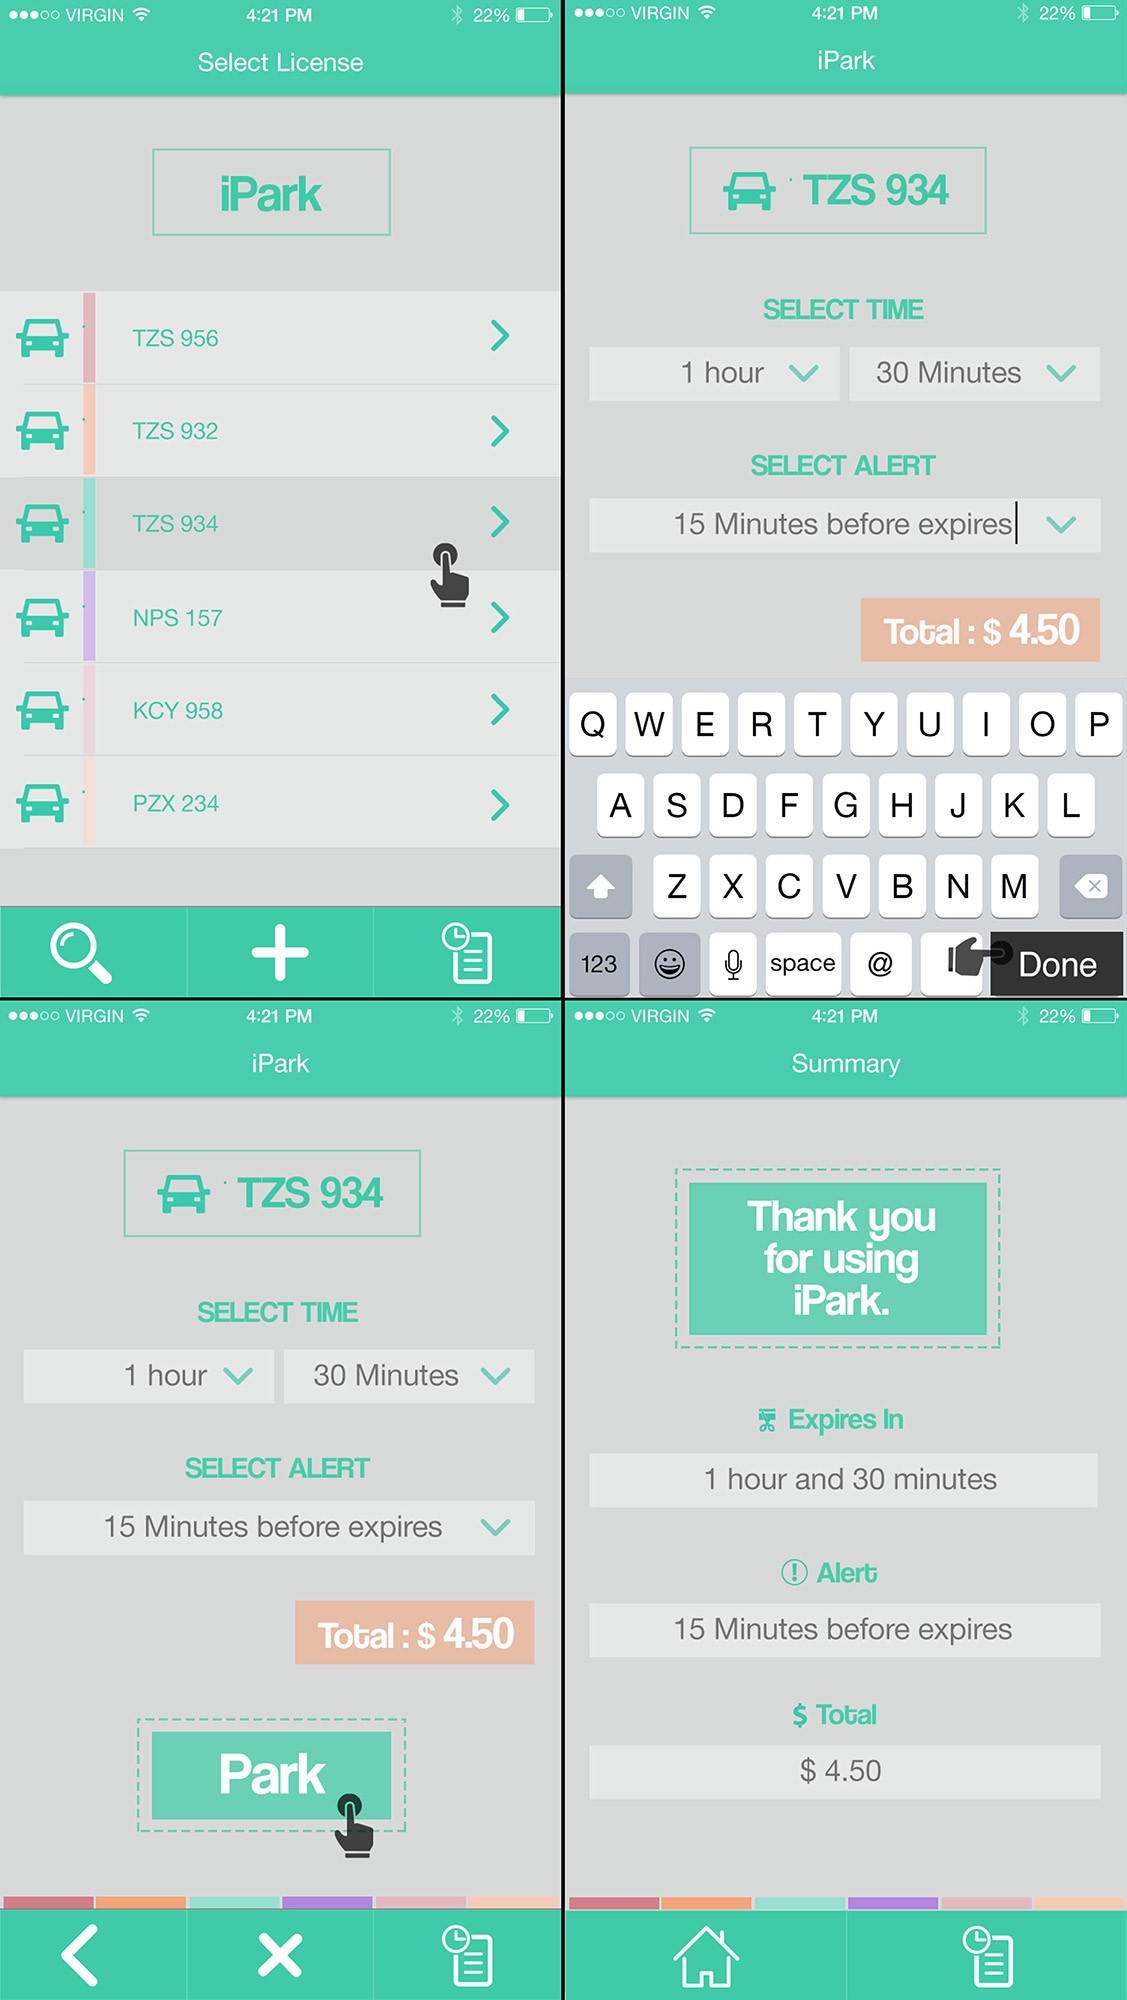 VIRGIN 4:21 PM 22%
Select License
iPark
TZS 956
TZS 932
TZS 934
NPS 157
KCY 958
PZX 234
VIRGIN 4:21 PM 22%
iPark
TZS 934
SELECT TIME
1 hour 30 Minutes
SELECT ALERT
15 Minutes before expires
Total : $ 4.50
Q W E R T Y U I O P
A S D F G H J K L
Z X C V B N M
123 space @ Done
VIRGIN 4:21 PM 22%
iPark
TZS 934
SELECT TIME
1 hour 30 Minutes
SELECT ALERT
15 Minutes before expires
Total : $ 4.50
Park
VIRGIN 4:21 PM 22%
Summary
Thank you
for using
iPark.
Expires In
1 hour and 30 minutes
Alert
15 Minutes before expires
$ Total
$ 4.50